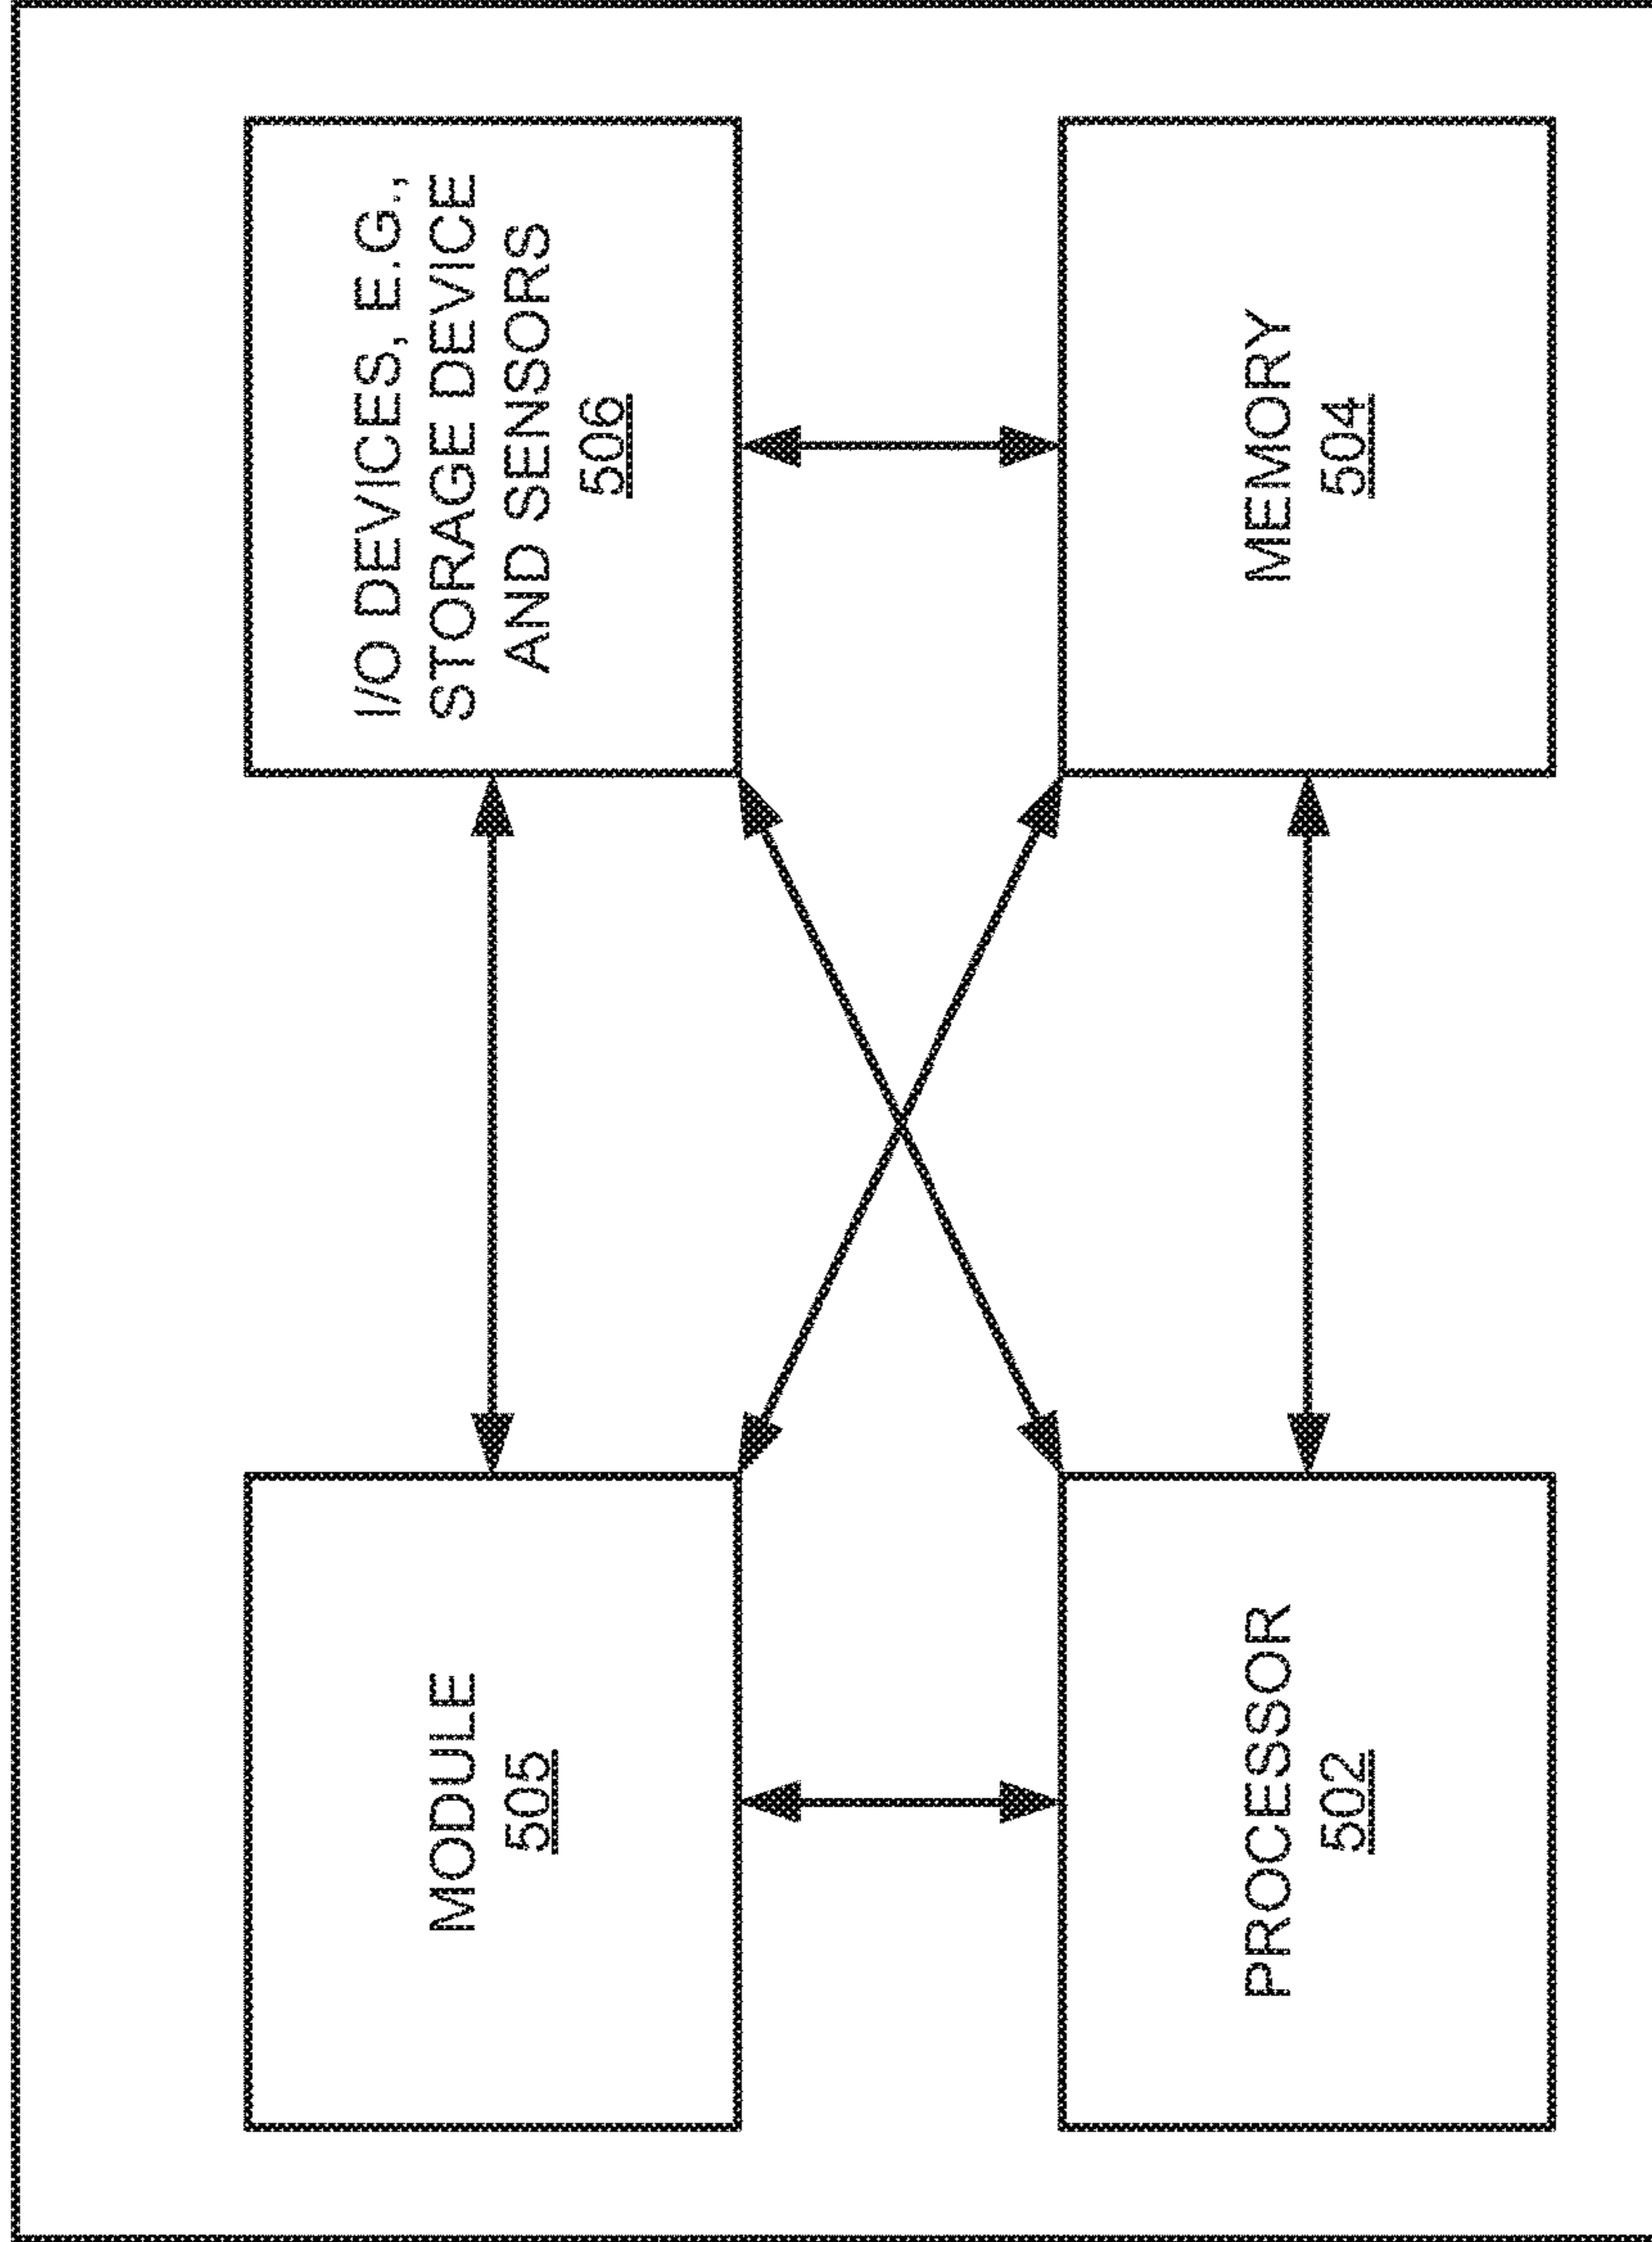 MODULE
505
I/O DEVICES, E.G.,
STORAGE DEVICE
AND SENSORS
506
PROCESSOR
502
MEMORY
504